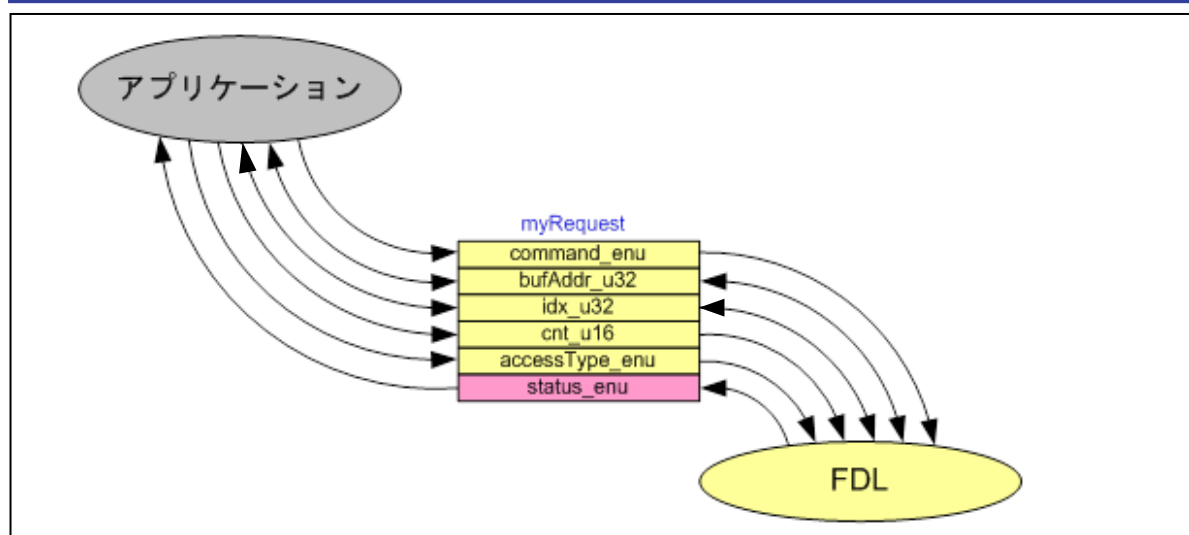 アプリケーション
myRequest
command_enu
bufAddr_u32
idx_u32
cnt_u16
accessType_enu
status_enu
FDL